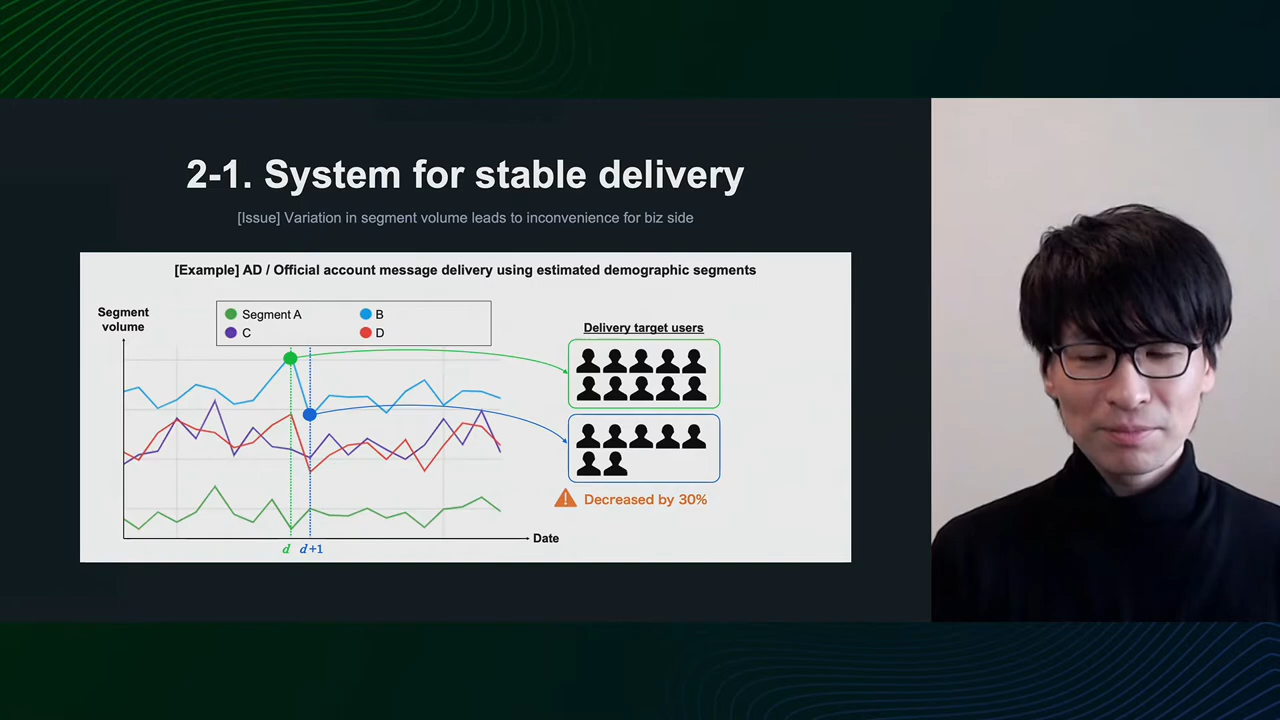 2-1. System for stable delivery
[Issue] Variation in segment volume leads to inconvenience for biz side
[Example] AD / Official account message delivery using estimated demographic segments
Segment
volume
Segment A
B
C
D
Delivery target users
Decreased by 30%
Date
d
d+1